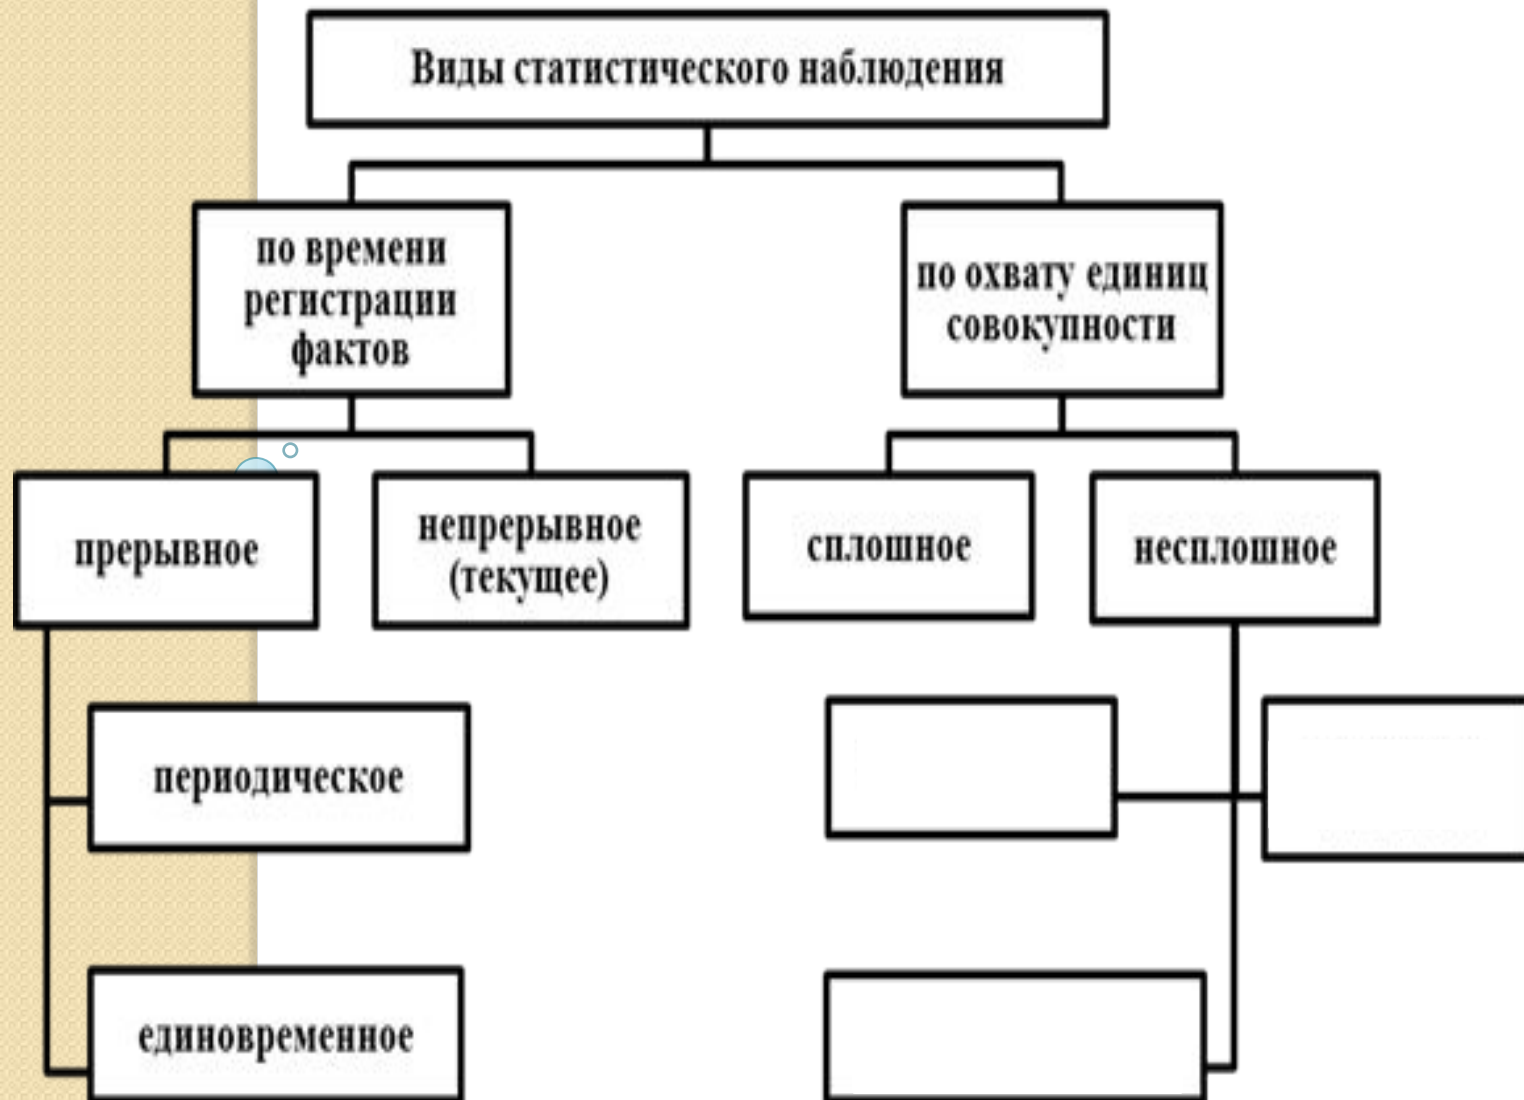 Виды статистического наблюдения
по времени
регистрации
фактов
по охвату единиц
совокупности
прерывное
непрерывное
(текущее)
сплошное
несплошное
периодическое
единовременное